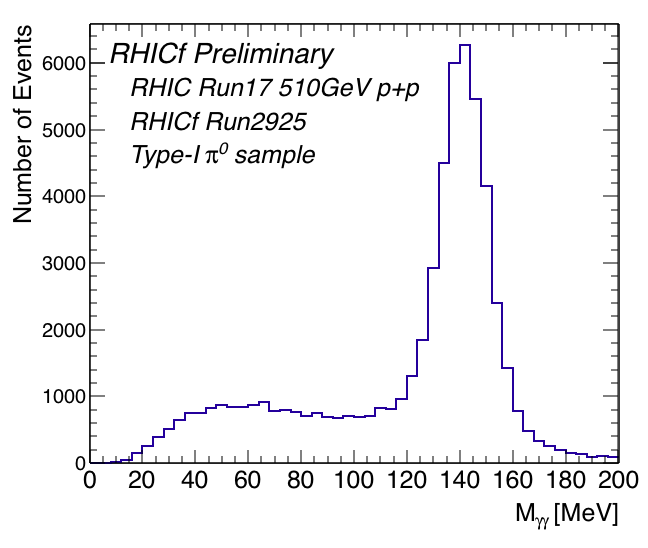 RHICf Preliminary
RHIC Run17 510GeV p+p
RHICf Run2925
Type-I π⁰ sample
Number of Events
6000
5000
4000
3000
2000
1000
0
0 20 40 60 80 100 120 140 160 180 200
Mγγ [MeV]